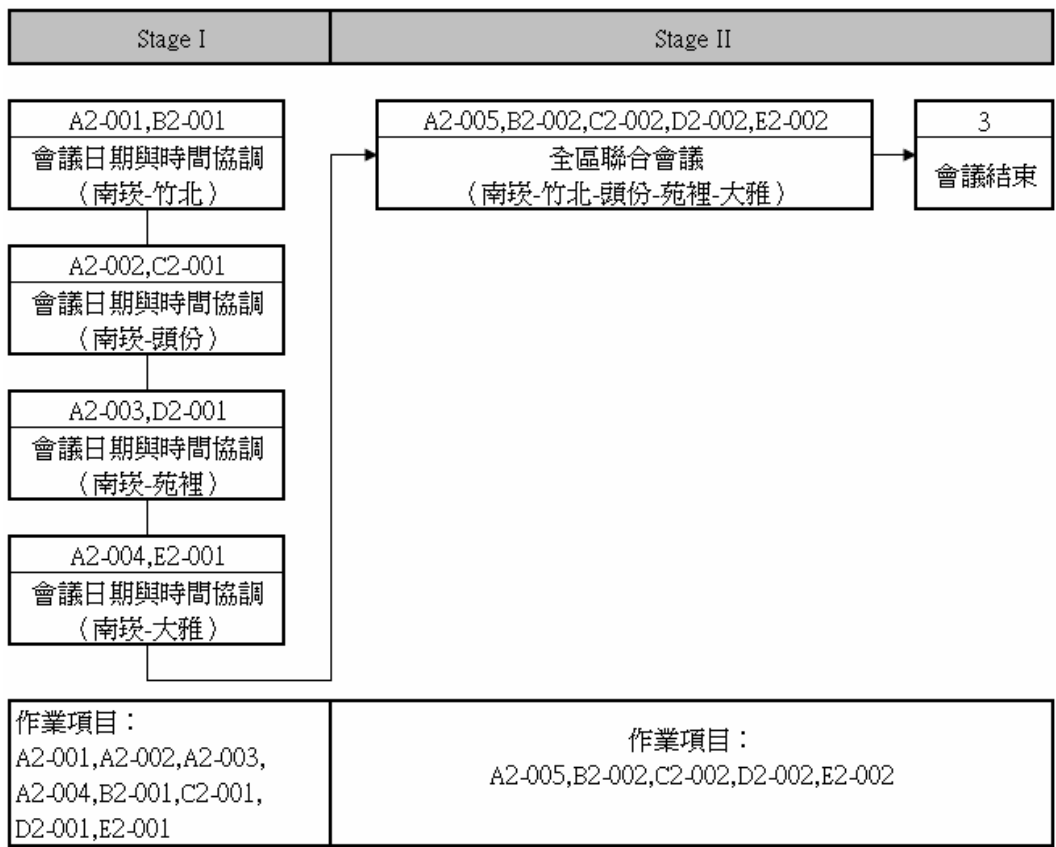 Stage I
Stage II
A2-001,B2-001
會議日期與時間協調
（南崁-竹北）
A2-002,C2-001
會議日期與時間協調
（南崁-頭份）
A2-003,D2-001
會議日期與時間協調
（南崁-苑裡）
A2-004,E2-001
會議日期與時間協調
（南崁-大雅）
A2-005,B2-002,C2-002,D2-002,E2-002
全區聯合會議
（南崁-竹北-頭份-苑裡-大雅）
3
會議結束
作業項目：
A2-001,A2-002,A2-003,
A2-004,B2-001,C2-001,
D2-001,E2-001
作業項目：
A2-005,B2-002,C2-002,D2-002,E2-002